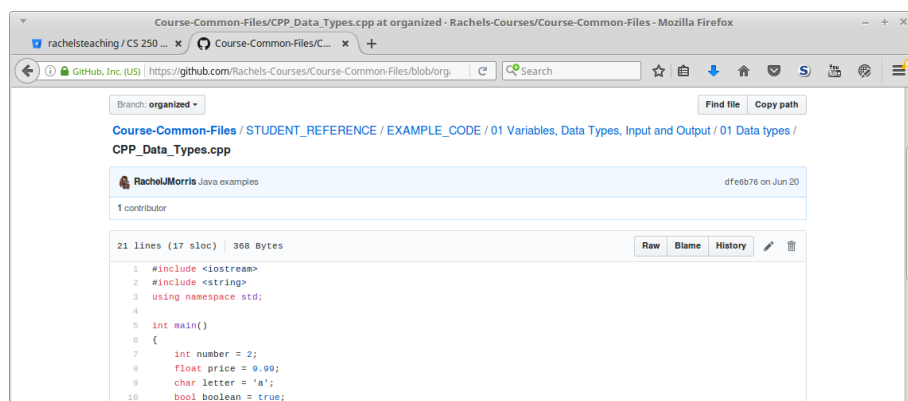 Course-Common-Files/CPP_Data_Types.cpp at organized · Rachels-Courses/Course-Common-Files - Mozilla Firefox
rachelsteaching / CS 250 ... × Course-Common-Files/C... × +
GitHub, Inc. (US) https://github.com/Rachels-Courses/Course-Common-Files/blob/orga Search
Branch: organized Find file Copy path
Course-Common-Files / STUDENT_REFERENCE / EXAMPLE_CODE / 01 Variables, Data Types, Input and Output / 01 Data types /
CPP_Data_Types.cpp
RachelJMorris Java examples dfe6b76 on Jun 20
1 contributor
21 lines (17 sloc) 368 Bytes Raw Blame History
1 #include <iostream>
2 #include <string>
3 using namespace std;
4
5 int main()
6 {
7 int number = 2;
8 float price = 9.99;
9 char letter = 'a';
10 bool boolean = true;